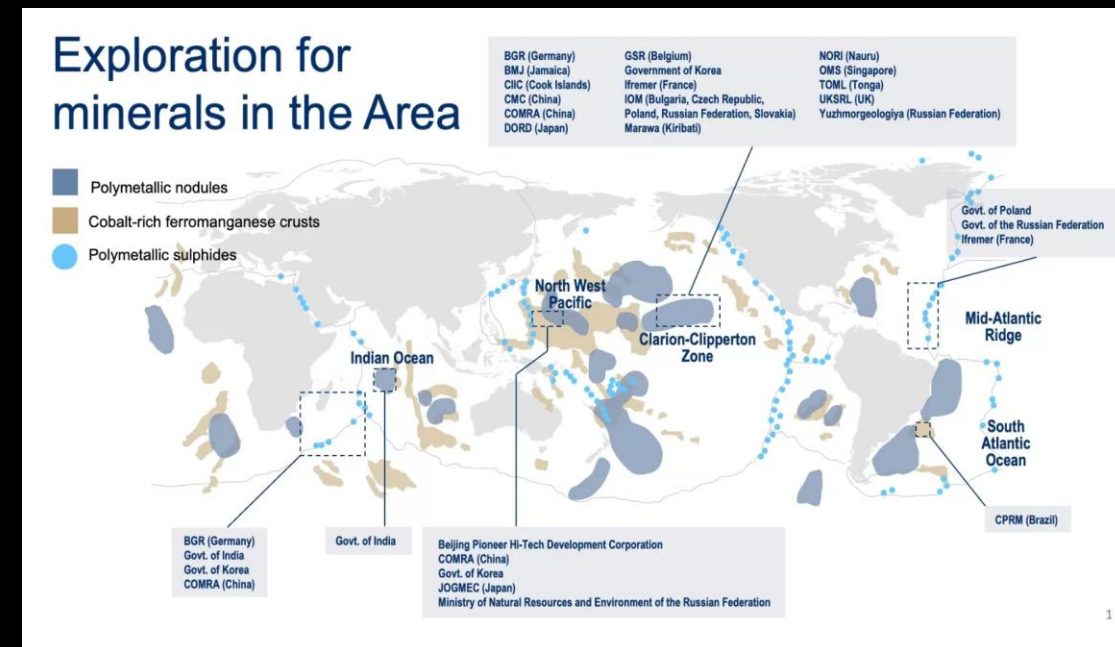 Exploration for
minerals in the Area
Polymetallic nodules
Cobalt-rich ferromanganese crusts
Polymetallic sulphides
BGR (Germany)
BMJ (Jamaica)
CIIC (Cook Islands)
CMC (China)
COMRA (China)
DORD (Japan)
GSR (Belgium)
Government of Korea
Ifremer (France)
IOM (Bulgaria, Czech Republic,
Poland, Russian Federation, Slovakia)
Marawa (Kiribati)
NORI (Nauru)
OMS (Singapore)
TOML (Tonga)
UKSRL (UK)
Yuzhmorgeologiya (Russian Federation)
Govt. of Poland
Govt. of the Russian Federation
Ifremer (France)
North West
Pacific
Clarion-Clipperton
Zone
Mid-Atlantic
Ridge
Indian Ocean
South
Atlantic
Ocean
CPRM (Brazil)
BGR (Germany)
Govt. of India
Govt. of Korea
COMRA (China)
Govt. of India
Beijing Pioneer Hi-Tech Development Corporation
COMRA (China)
Govt. of Korea
JOGMEC (Japan)
Ministry of Natural Resources and Environment of the Russian Federation
1